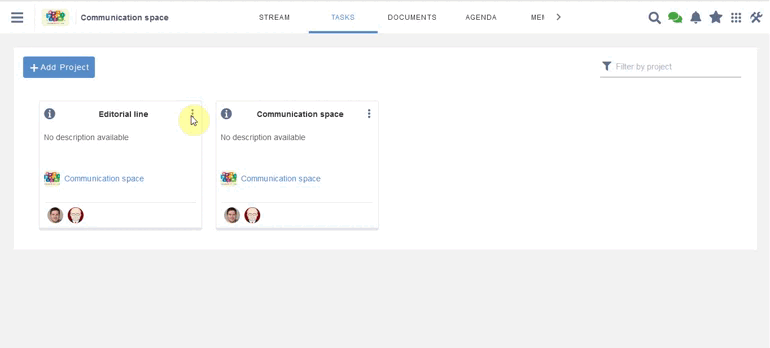 Communication space
STREAM
TASKS
DOCUMENTS
AGENDA
Add Project
Filter by project
Editorial line
Communication space
No description available
No description available
Communication space
Communication space